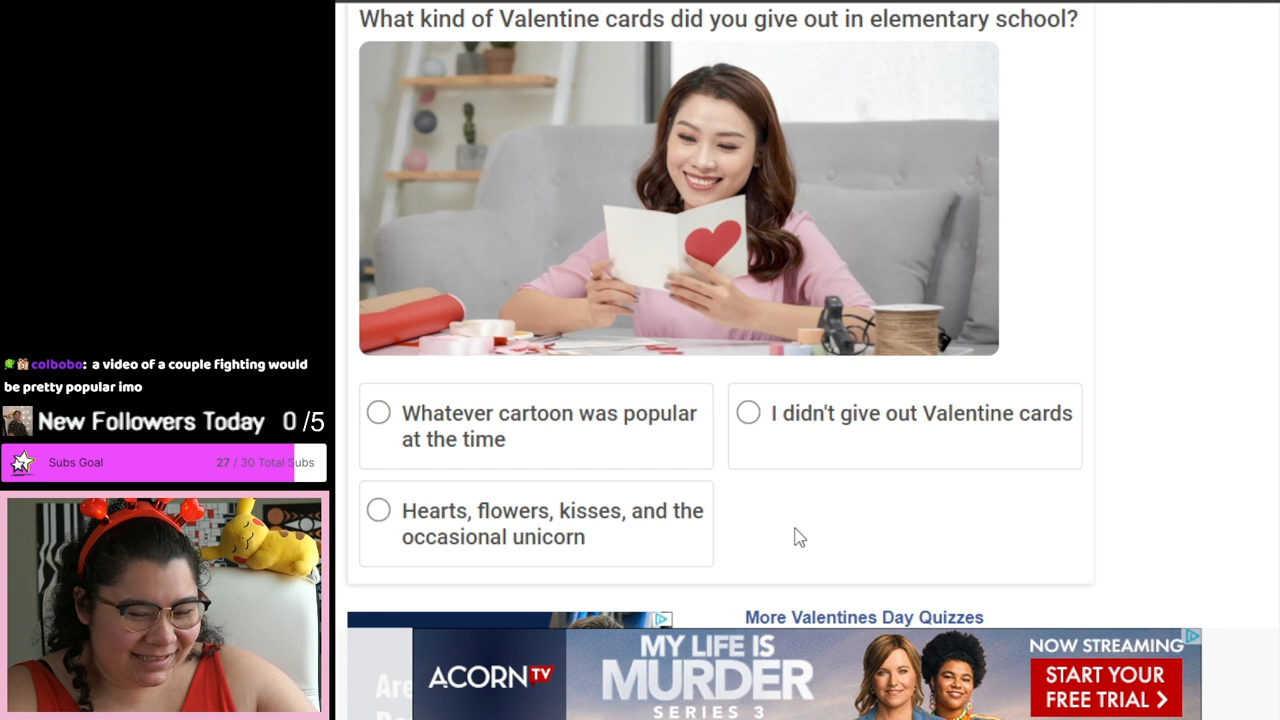 What kind of Valentine cards did you give out in elementary school?
Whatever cartoon was popular
at the time
I didn't give out Valentine cards
Hearts, flowers, kisses, and the
occasional unicorn
colbobo: a video of a couple fighting would
be pretty popular imo
New Followers Today 0 /5
Subs Goal 27 / 30 Total Subs
More Valentines Day Quizzes
Are
ACORN TV
MY LIFE IS
MURDER
SERIES 3
NOW STREAMING
START YOUR
FREE TRIAL >